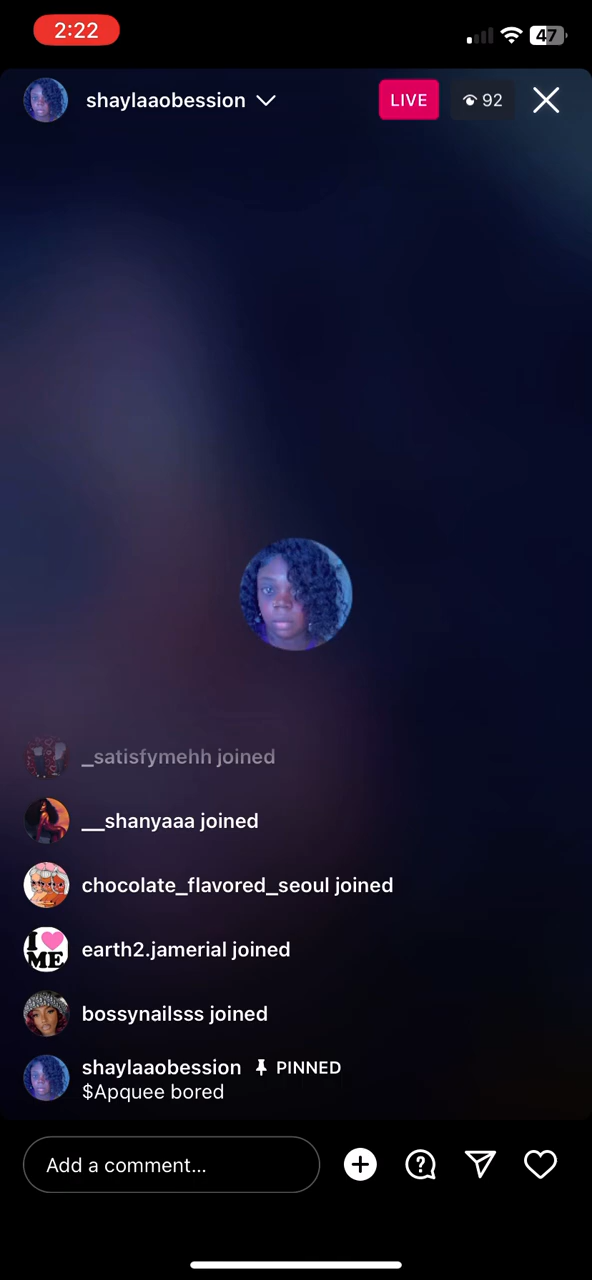 2:22
47
shaylaaobession
LIVE
92
_satisfymehh joined
__shanyaaa joined
chocolate_flavored_seoul joined
I ME
earth2.jamerial joined
bossynailsss joined
shaylaaobession PINNED
$Apquee bored
Add a comment...